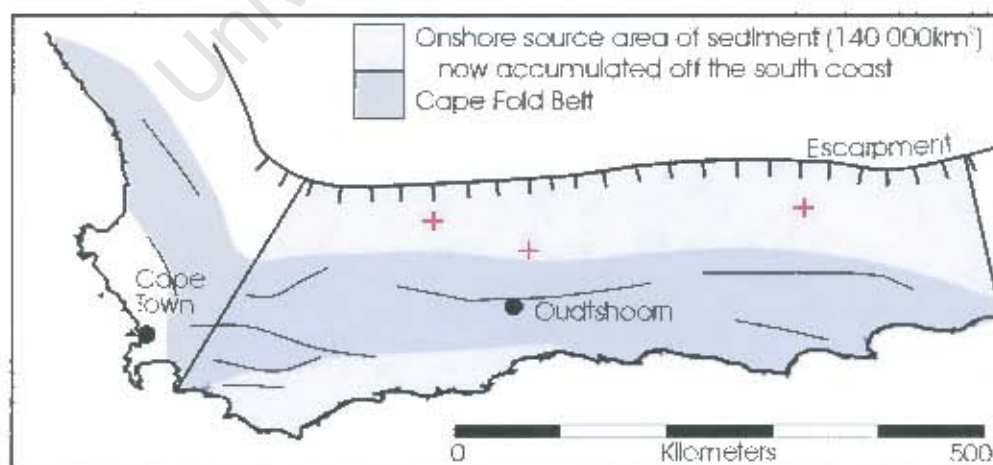 Onshore source area of sediment (140 000km²)
now accumulated off the south coast
Cape Fold Belt
Escarpment
Cape
Town
Oudtshoorn
0 Kilometers 500
Univ